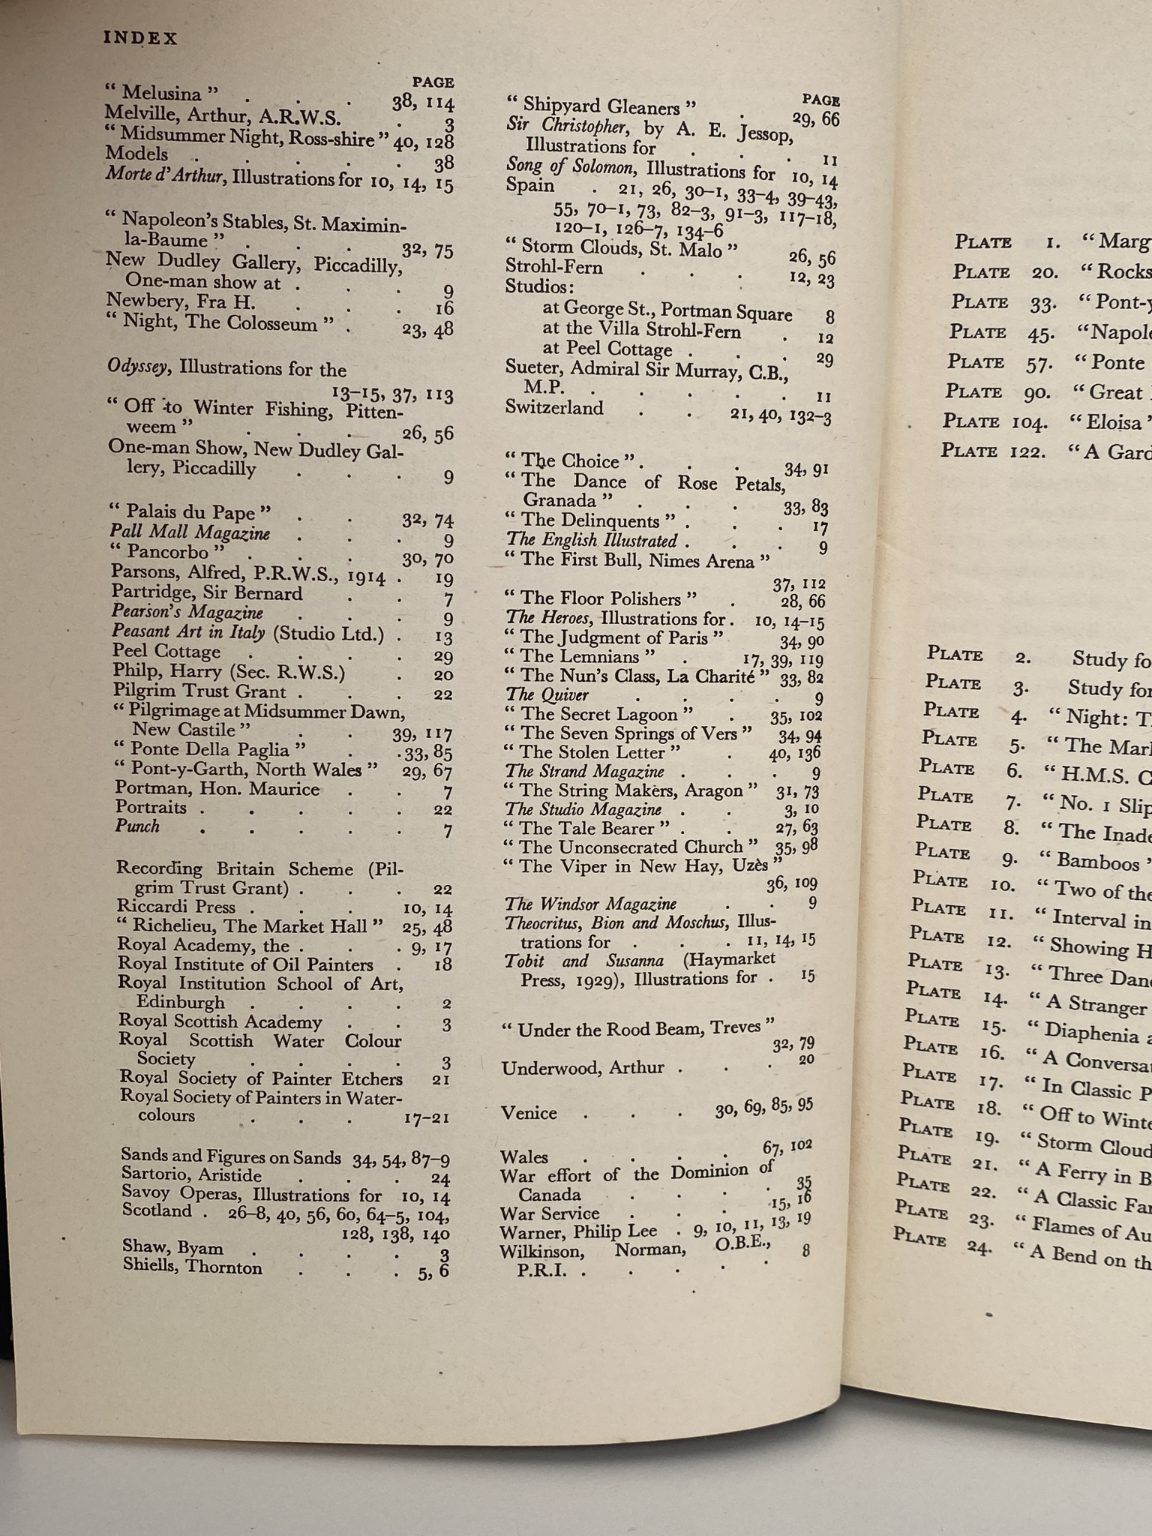 INDEX
PAGE
“ Melusina ” . . . 38, 114
Melville, Arthur, A.R.W.S. . 3
“ Midsummer Night, Ross-shire ” 40, 128
Models . . . . . 38
Morte d’Arthur, Illustrations for 10, 14, 15
“ Napoleon’s Stables, St. Maximin-
la-Baume ” . . . 32, 75
New Dudley Gallery, Piccadilly,
One-man show at . . . 9
Newbery, Fra H. . . . 16
“ Night, The Colosseum ” . 23, 48
Odyssey, Illustrations for the
13–15, 37, 113
“ Off to Winter Fishing, Pitten-
weem ” . . . 26, 56
One-man Show, New Dudley Gal-
lery, Piccadilly . . . 9
“ Palais du Pape ” . . 32, 74
Pall Mall Magazine . . . 9
“ Pancorbo ” . . . 30, 70
Parsons, Alfred, P.R.W.S., 1914 . 19
Partridge, Sir Bernard . . 7
Pearson’s Magazine . . . 9
Peasant Art in Italy (Studio Ltd.) . 13
Peel Cottage . . . . 29
Philp, Harry (Sec. R.W.S.) . 20
Pilgrim Trust Grant . . . 22
“ Pilgrimage at Midsummer Dawn,
New Castile ” . . 39, 117
“ Ponte Della Paglia ” . . 33, 85
“ Pont-y-Garth, North Wales ” 29, 67
Portman, Hon. Maurice . . 7
Portraits . . . . . 22
Punch . . . . . 7
Recording Britain Scheme (Pil-
grim Trust Grant) . . . 22
Riccardi Press . . . 10, 14
“ Richelieu, The Market Hall ” 25, 48
Royal Academy, the . . . 9, 17
Royal Institute of Oil Painters . 18
Royal Institution School of Art,
Edinburgh . . . . 2
Royal Scottish Academy . . 3
Royal Scottish Water Colour
Society . . . . 3
Royal Society of Painter Etchers 21
Royal Society of Painters in Water-
colours . . . 17–21
Sands and Figures on Sands 34, 54, 87–9
Sartorio, Aristide . . . 24
Savoy Operas, Illustrations for 10, 14
Scotland . 26–8, 40, 56, 60, 64–5, 104,
128, 138, 140
Shaw, Byam . . . . 3
Shiells, Thornton . . . 5, 6
PAGE
“ Shipyard Gleaners ” . 29, 66
Sir Christopher, by A. E. Jessop,
Illustrations for . . . 11
Song of Solomon, Illustrations for 10, 14
Spain . 21, 26, 30–1, 33–4, 39–43,
55, 70–1, 73, 82–3, 91–3, 117–18,
120–1, 126–7, 134–6
“ Storm Clouds, St. Malo ” 26, 56
Strohl-Fern . . . 12, 23
Studios:
at George St., Portman Square 8
at the Villa Strohl-Fern . 12
at Peel Cottage . . . 29
Sueter, Admiral Sir Murray, C.B.,
M.P. . . . . . 11
Switzerland . . 21, 40, 132–3
“ The Choice ” . . . 34, 91
“ The Dance of Rose Petals,
Granada ” . . . 33, 83
“ The Delinquents ” . . . 17
The English Illustrated . . . 9
“ The First Bull, Nimes Arena ”
37, 112
“ The Floor Polishers ” . 28, 66
The Heroes, Illustrations for . 10, 14–15
“ The Judgment of Paris ” 34, 90
“ The Lemnians ” . 17, 39, 119
“ The Nun’s Class, La Charité ” 33, 82
The Quiver . . . . 9
“ The Secret Lagoon ” . 35, 102
“ The Seven Springs of Vers ” 34, 94
“ The Stolen Letter ” . 40, 136
The Strand Magazine . . . 9
“ The String Makers, Aragon ” 31, 73
The Studio Magazine . . 3, 10
“ The Tale Bearer ” . . 27, 63
“ The Unconsecrated Church ” 35, 98
“ The Viper in New Hay, Uzès ”
36, 109
The Windsor Magazine . . 9
Theocritus, Bion and Moschus, Illus-
trations for . . . 11, 14, 15
Tobit and Susanna (Haymarket
Press, 1929), Illustrations for . 15
“ Under the Rood Beam, Treves ”
32, 79
Underwood, Arthur . . . 20
Venice . . . 30, 69, 85, 95
Wales . . . . 67, 102
War effort of the Dominion of
Canada . . . . 35
War Service . . . . 15, 16
Warner, Philip Lee . 9, 10, 11, 13, 19
Wilkinson, Norman, O.B.E.,
P.R.I. . . . . . 8
PLATE 1. “ Marg
PLATE 20. “ Rocks
PLATE 33. “ Pont-y
PLATE 45. “ Napole
PLATE 57. “ Ponte
PLATE 90. “ Great
PLATE 104. “ Eloisa ”
PLATE 122. “ A Gard
PLATE 2. Study fo
PLATE 3. Study for
PLATE 4. “ Night: T
PLATE 5. “ The Mark
PLATE 6. “ H.M.S. C
PLATE 7. “ No. 1 Slip
PLATE 8. “ The Inade
PLATE 9. “ Bamboos ”
PLATE 10. “ Two of the
PLATE 11. “ Interval in
PLATE 12. “ Showing H
PLATE 13. “ Three Danc
PLATE 14. “ A Stranger
PLATE 15. “ Diaphenia a
PLATE 16. “ A Conversat
PLATE 17. “ In Classic P
PLATE 18. “ Off to Winte
PLATE 19. “ Storm Cloud
PLATE 21. “ A Ferry in B
PLATE 22. “ A Classic Fa
PLATE 23. “ Flames of Au
PLATE 24. “ A Bend on th